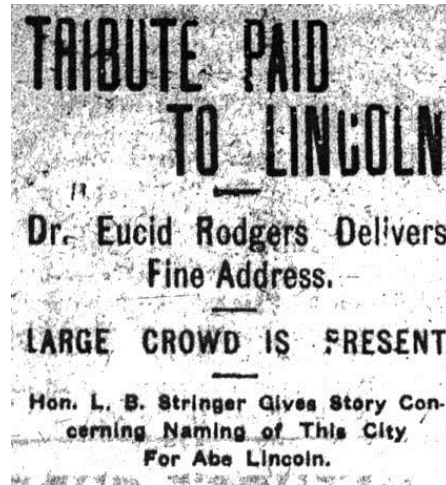 TRIBUTE PAID
TO LINCOLN
Dr. Eucid Rodgers Delivers
Fine Address.
LARGE CROWD IS PRESENT
Hon. L. B. Stringer Gives Story Con-
cerning Naming of This City
For Abe Lincoln.